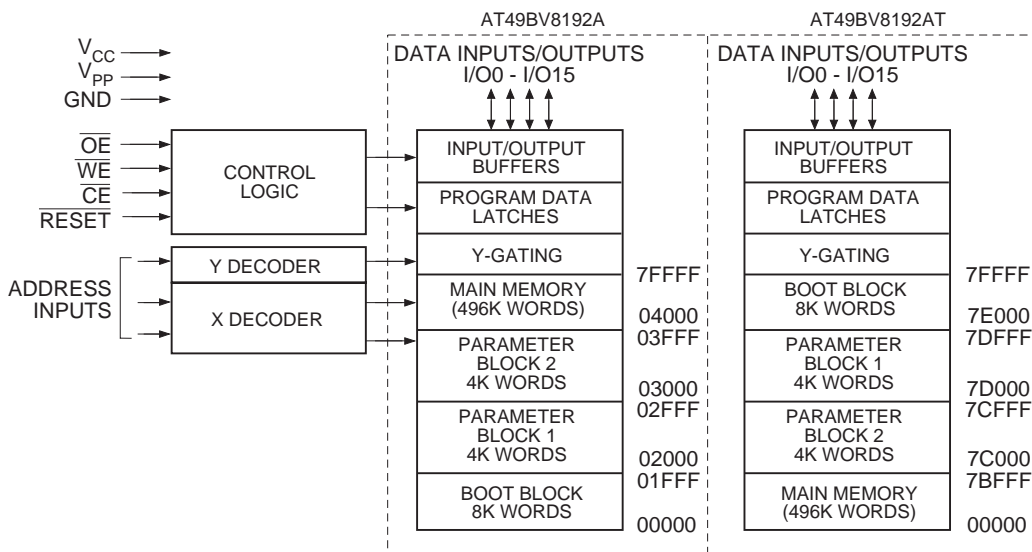 AT49BV8192A
AT49BV8192AT
VCC
VPP
GND
OE
WE
CE
RESET
ADDRESS
INPUTS
CONTROL
LOGIC
Y DECODER
X DECODER
DATA INPUTS/OUTPUTS
I/O0 - I/O15
INPUT/OUTPUT
BUFFERS
PROGRAM DATA
LATCHES
Y-GATING
MAIN MEMORY
(496K WORDS)
PARAMETER
BLOCK 2
4K WORDS
PARAMETER
BLOCK 1
4K WORDS
BOOT BLOCK
8K WORDS
7FFFF
04000
03FFF
03000
02FFF
02000
01FFF
00000
DATA INPUTS/OUTPUTS
I/O0 - I/O15
INPUT/OUTPUT
BUFFERS
PROGRAM DATA
LATCHES
Y-GATING
BOOT BLOCK
8K WORDS
PARAMETER
BLOCK 1
4K WORDS
PARAMETER
BLOCK 2
4K WORDS
MAIN MEMORY
(496K WORDS)
7FFFF
7E000
7DFFF
7D000
7CFFF
7C000
7BFFF
00000